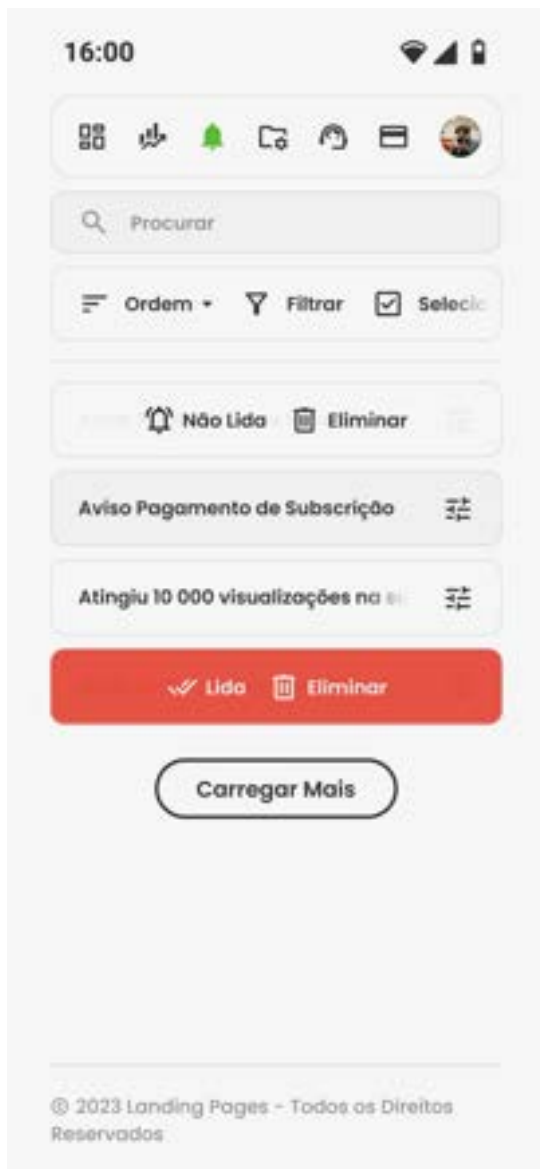 16:00
Procurar
Ordem Filtrar
Não Lida Eliminar
Aviso Pagamento de Subscrição
Atingiu 10 000 visualizações na
Lida Eliminar
Carregar Mais
© 2023 Landing Pages - Todos os Direitos
Reservados